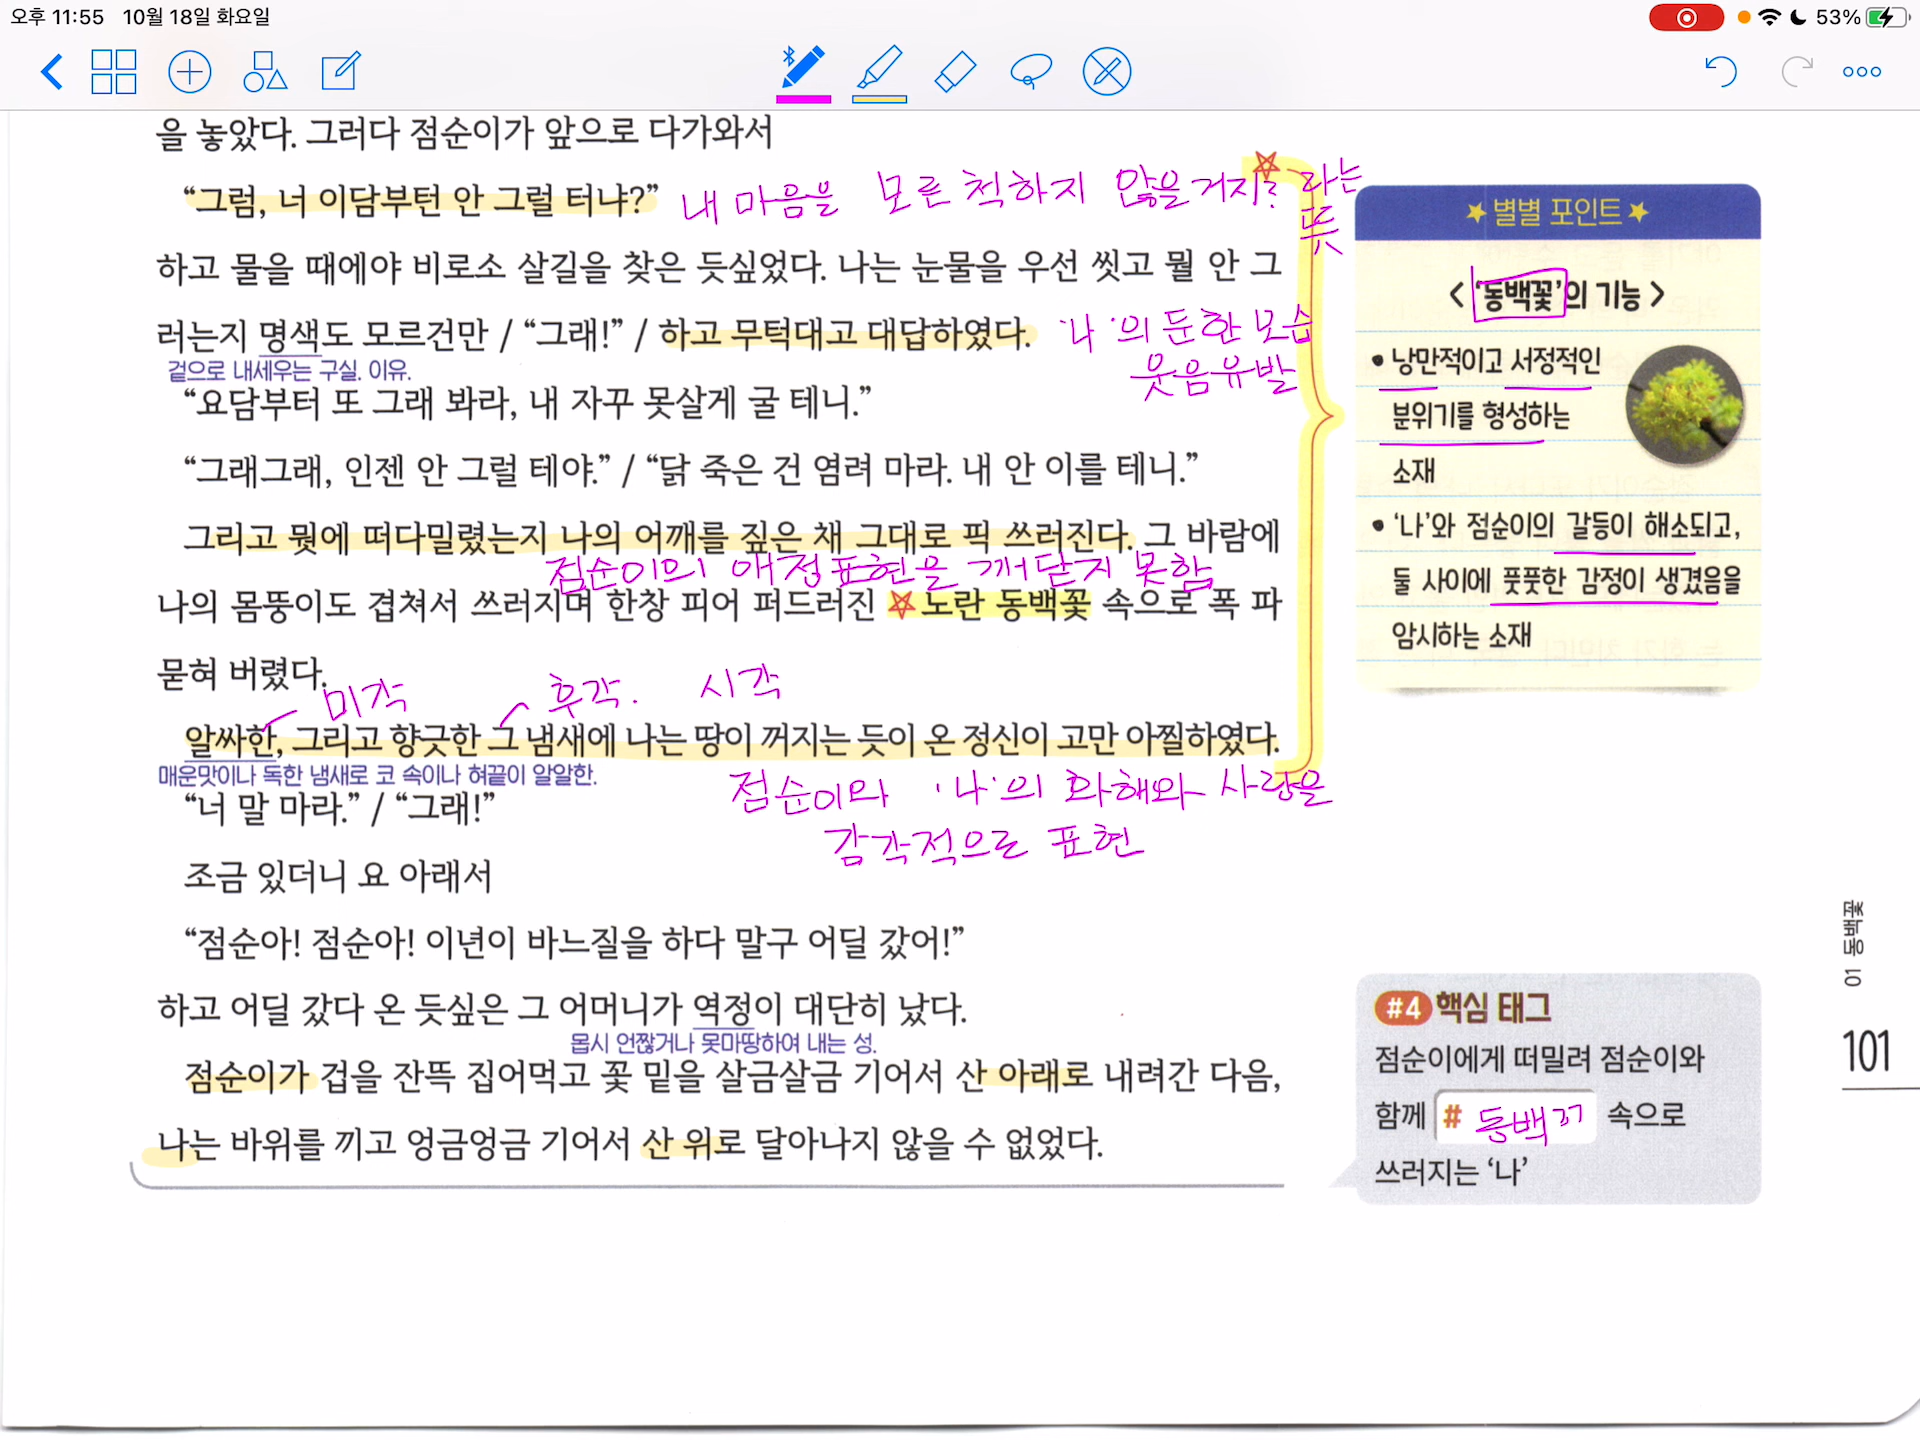 오후 11:55 10월 18일 화요일
53%
을 놓았다. 그러다 점순이가 앞으로 다가와서
“그럼, 너 이담부턴 안 그럴 터냐?” 내 마음을 모른 척하지 않을거지? 라는 뜻
하고 물을 때에야 비로소 살길을 찾은 듯싶었다. 나는 눈물을 우선 씻고 뭘 안 그
러는지 명색도 모르건만 / “그래!” / 하고 무턱대고 대답하였다. '나'의 둔한 모습
겉으로 내세우는 구실. 이유.
웃음유발
“요담부터 또 그래 봐라, 내 자꾸 못살게 굴 테니.”
“그래그래, 인젠 안 그럴 테야.” / “닭 죽은 건 염려 마라. 내 안 이를 테니.”
그리고 뭣에 떠다밀렸는지 나의 어깨를 짚은 채 그대로 픽 쓰러진다. 그 바람에
점순이의 애정표현을 깨닫지 못함
나의 몸뚱이도 겹쳐서 쓰러지며 한창 피어 퍼드러진 노란 동백꽃 속으로 폭 파
묻혀 버렸다.
미각 후각. 시각
알싸한, 그리고 향긋한 그 냄새에 나는 땅이 꺼지는 듯이 온 정신이 고만 아찔하였다.
매운맛이나 독한 냄새로 코 속이나 혀끝이 알알한.
점순이와 '나'의 화해와 사랑을
감각적으로 표현
“너 말 마라.” / “그래!”
조금 있더니 요 아래서
“점순아! 점순아! 이년이 바느질을 하다 말구 어딜 갔어!”
하고 어딜 갔다 온 듯싶은 그 어머니가 역정이 대단히 났다.
몹시 언짢거나 못마땅하여 내는 성.
점순이가 겁을 잔뜩 집어먹고 꽃 밑을 살금살금 기어서 산 아래로 내려간 다음,
나는 바위를 끼고 엉금엉금 기어서 산 위로 달아나지 않을 수 없었다.
★별별 포인트★
< ‘동백꽃’의 기능 >
• 낭만적이고 서정적인
분위기를 형성하는
소재
• ‘나’와 점순이의 갈등이 해소되고,
둘 사이에 풋풋한 감정이 생겼음을
암시하는 소재
01 동백꽃
101
#4 핵심 태그
점순이에게 떠밀려 점순이와
함께 # 동백꽃 속으로
쓰러지는 ‘나’